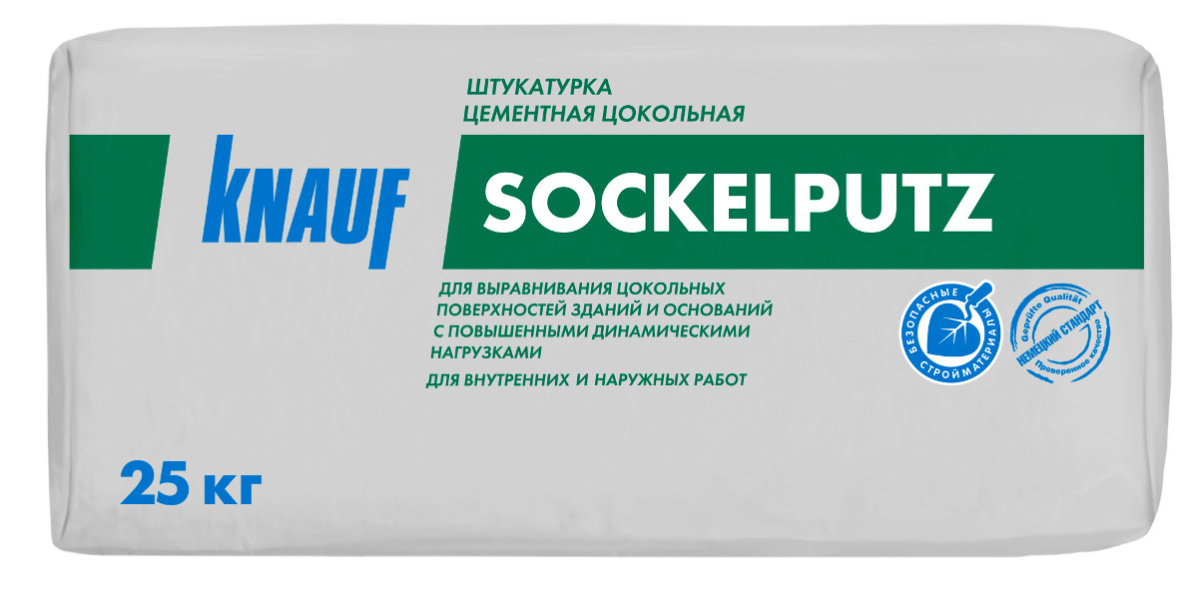 ШТУКАТУРКА
ЦЕМЕНТНАЯ ЦОКОЛЬНАЯ
KNAUF
SOCKELPUTZ
ДЛЯ ВЫРАВНИВАНИЯ ЦОКОЛЬНЫХ
ПОВЕРХНОСТЕЙ ЗДАНИЙ И ОСНОВАНИЙ
С ПОВЫШЕННЫМИ ДИНАМИЧЕСКИМИ
НАГРУЗКАМИ
ДЛЯ ВНУТРЕННИХ И НАРУЖНЫХ РАБОТ
БЕЗОПАСНЫЕ
СТРОЙМАТЕРИАЛЫ
Geprüfte Qualität
НЕМЕЦКИЙ СТАНДАРТ
Проверенное качество
25 кг